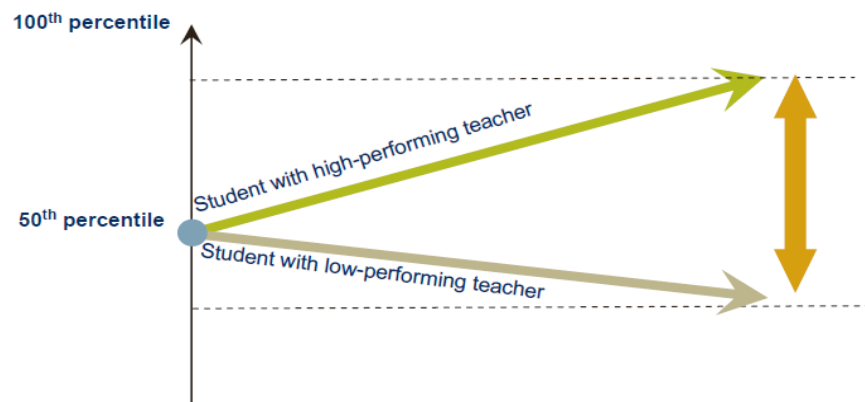 100th percentile
Student with high-performing teacher
50th percentile
Student with low-performing teacher